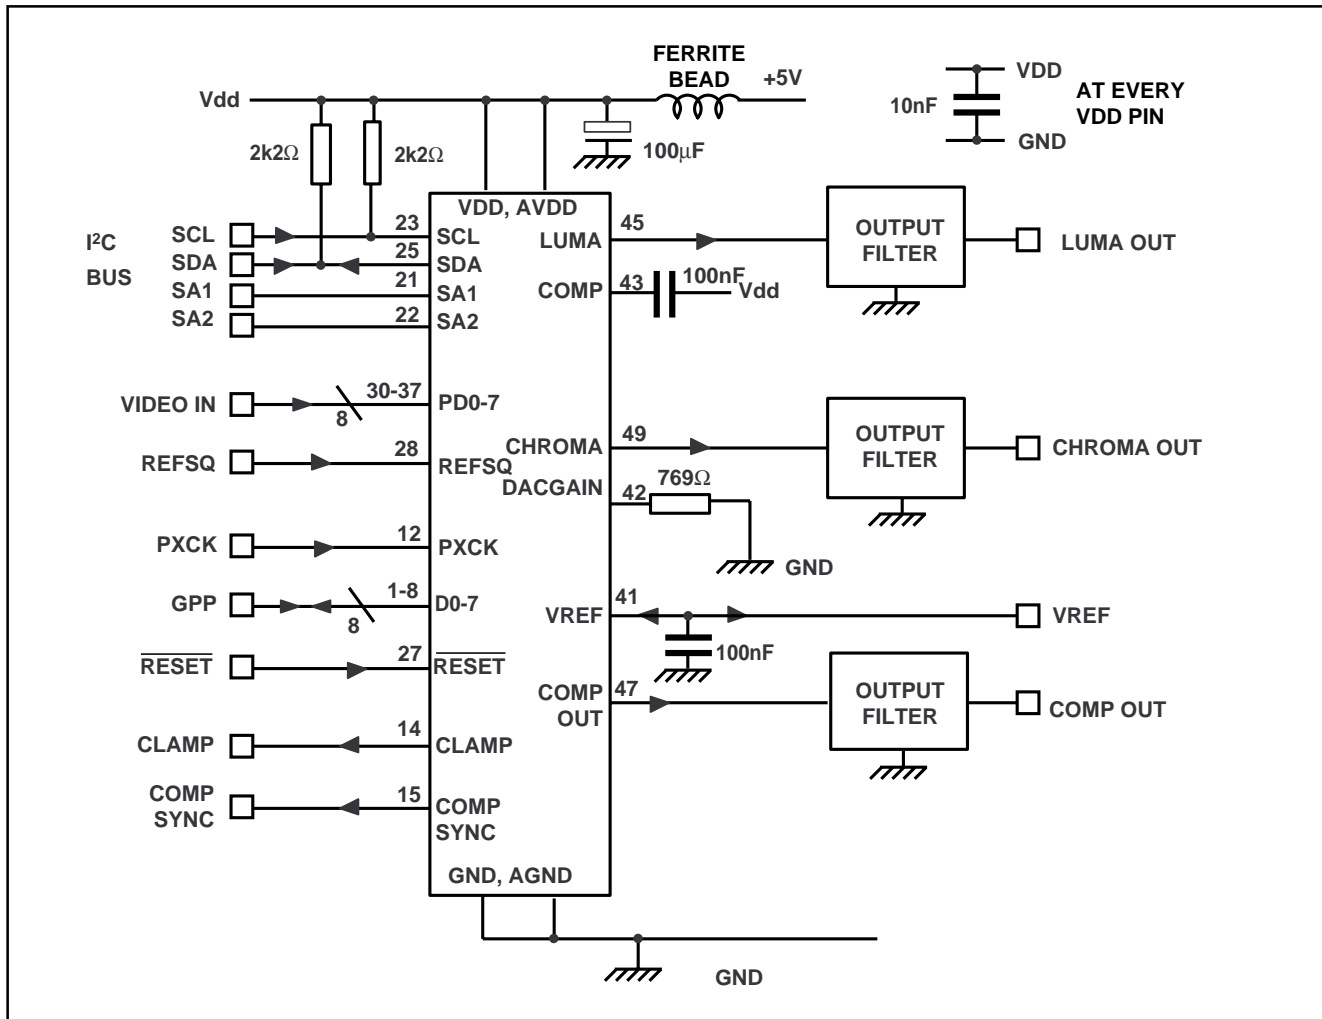 FERRITE
BEAD
+5V
Vdd
VDD
10nF
AT EVERY
VDD PIN
GND
2k2Ω
2k2Ω
100µF
VDD, AVDD
I²C
BUS
SCL
23
SCL
SDA
25
SDA
SA1
21
SA1
SA2
22
SA2
LUMA
45
OUTPUT
FILTER
LUMA OUT
COMP
43
100nF
Vdd
VIDEO IN
8
30-37
PD0-7
REFSQ
28
REFSQ
CHROMA
49
OUTPUT
FILTER
CHROMA OUT
DACGAIN
42
769Ω
GND
PXCK
12
PXCK
GPP
8
1-8
D0-7
VREF
41
100nF
VREF
RESET
27
RESET
COMP
OUT
47
OUTPUT
FILTER
COMP OUT
CLAMP
14
CLAMP
COMP
SYNC
15
COMP
SYNC
GND, AGND
GND